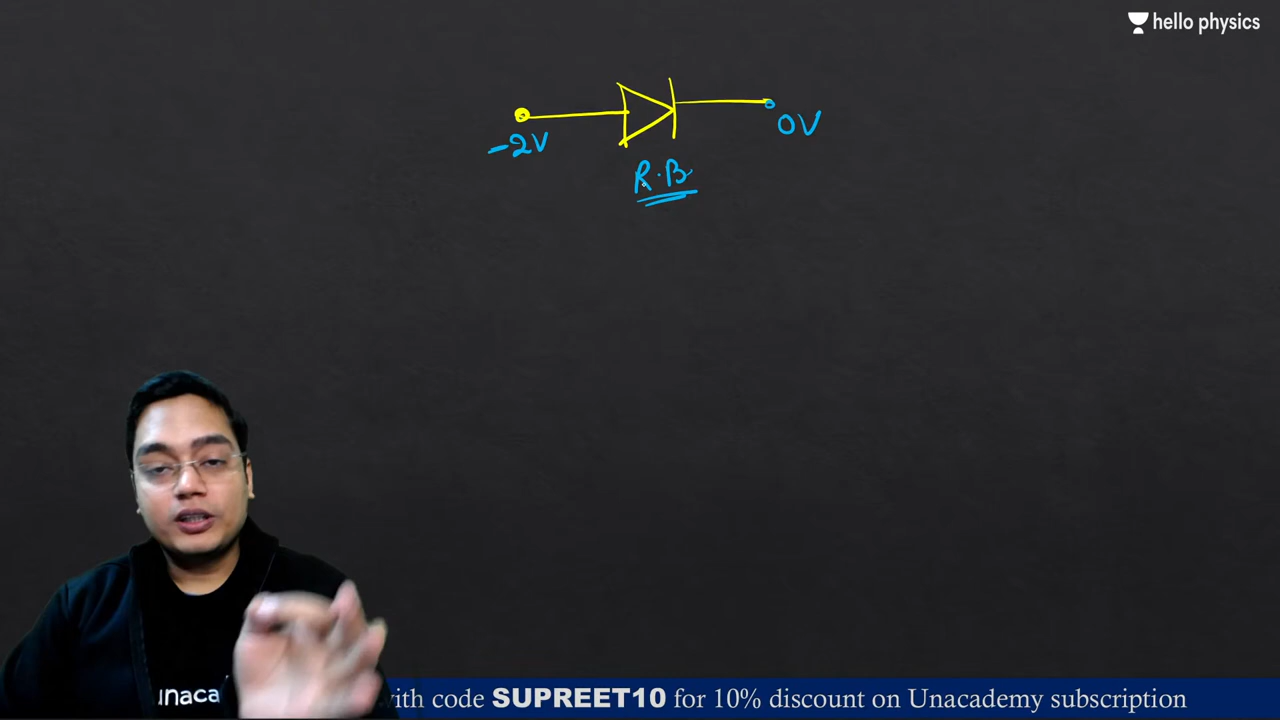 hello physics
-2V
0V
R.B
unaca
with code SUPREET10 for 10% discount on Unacademy subscription